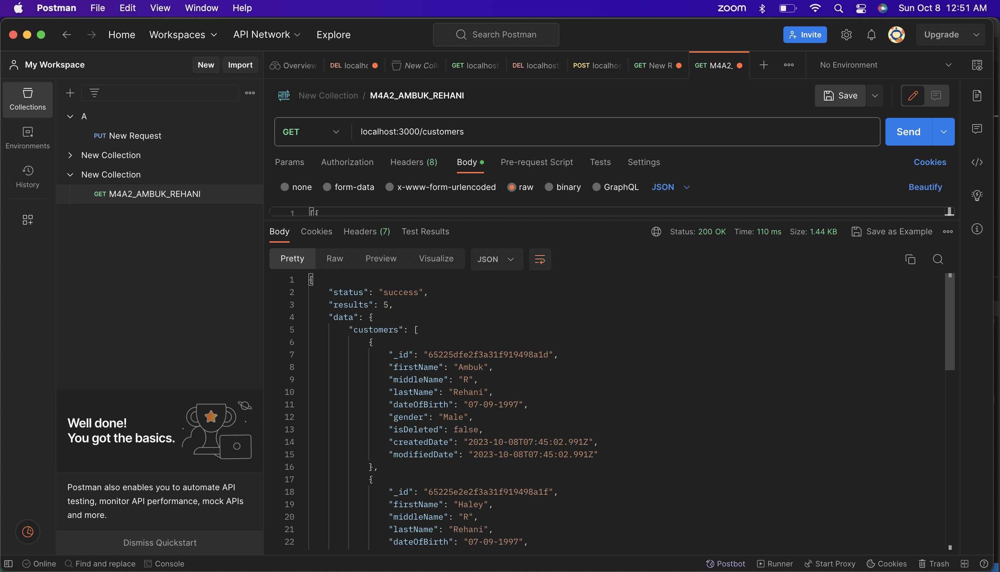 Postman File Edit View Window Help zoom Sun Oct 8 12:51 AM
Home Workspaces API Network Explore Search Postman Invite Upgrade
My Workspace New Import Overview DEL localhc New Coll GET localhost DEL localhost POST localhos GET New R GET M4A2_ No Environment
Collections
Environments
History
A
PUT New Request
New Collection
New Collection
GET M4A2_AMBUK_REHANI
HTTP New Collection / M4A2_AMBUK_REHANI Save
GET localhost:3000/customers Send
Params Authorization Headers (8) Body Pre-request Script Tests Settings Cookies
none form-data x-www-form-urlencoded raw binary GraphQL JSON Beautify
1 [{
Body Cookies Headers (7) Test Results Status: 200 OK Time: 110 ms Size: 1.44 KB Save as Example
Pretty Raw Preview Visualize JSON
1 {
2 "status": "success",
3 "results": 5,
4 "data": {
5 "customers": [
6 {
7 "_id": "65225dfe2f3a31f919498a1d",
8 "firstName": "Ambuk",
9 "middleName": "R",
10 "lastName": "Rehani",
11 "dateOfBirth": "07-09-1997",
12 "gender": "Male",
13 "isDeleted": false,
14 "createdDate": "2023-10-08T07:45:02.991Z",
15 "modifiedDate": "2023-10-08T07:45:02.991Z"
16 },
17 {
18 "_id": "65225e2e2f3a31f919498a1f",
19 "firstName": "Haley",
20 "middleName": "R",
21 "lastName": "Rehani",
22 "dateOfBirth": "07-09-1997",
Well done!
You got the basics.
Postman also enables you to automate API
testing, monitor API performance, mock APIs
and more.
Dismiss Quickstart
Online Find and replace Console Postbot Runner Start Proxy Cookies Trash